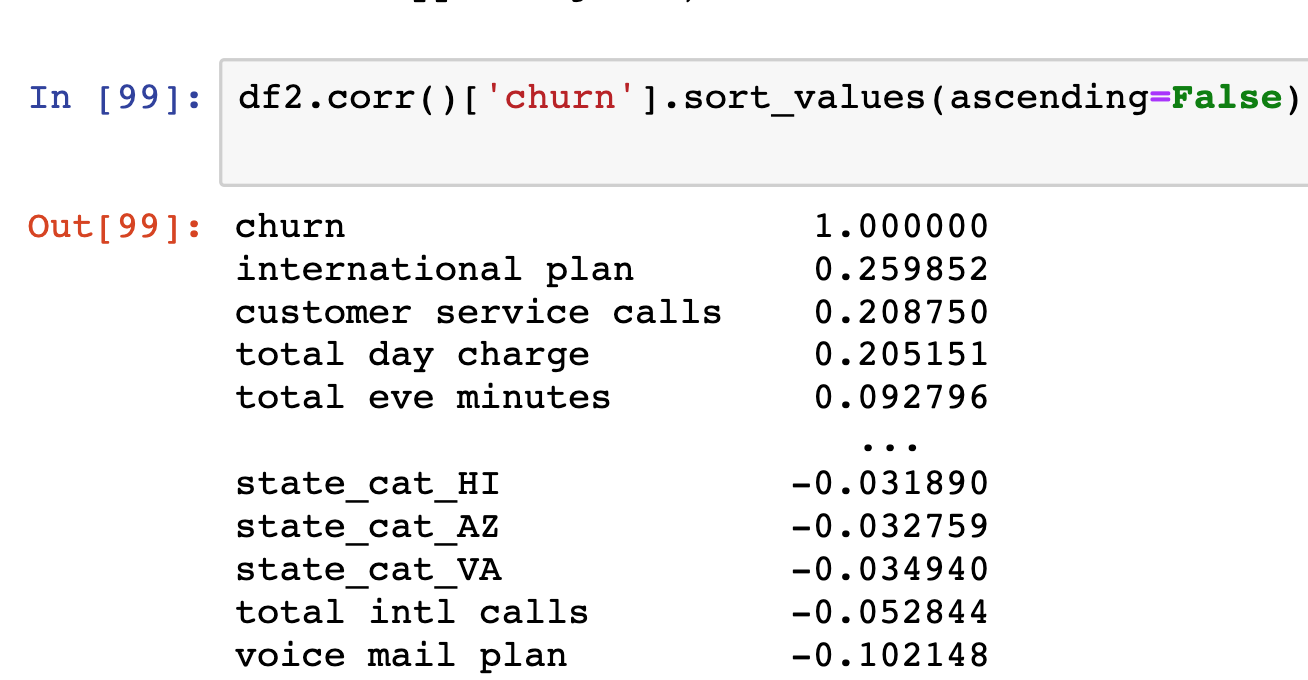 In [99]: df2.corr()['churn'].sort_values(ascending=False)
Out[99]: churn 1.000000
international plan 0.259852
customer service calls 0.208750
total day charge 0.205151
total eve minutes 0.092796
...
state_cat_HI -0.031890
state_cat_AZ -0.032759
state_cat_VA -0.034940
total intl calls -0.052844
voice mail plan -0.102148